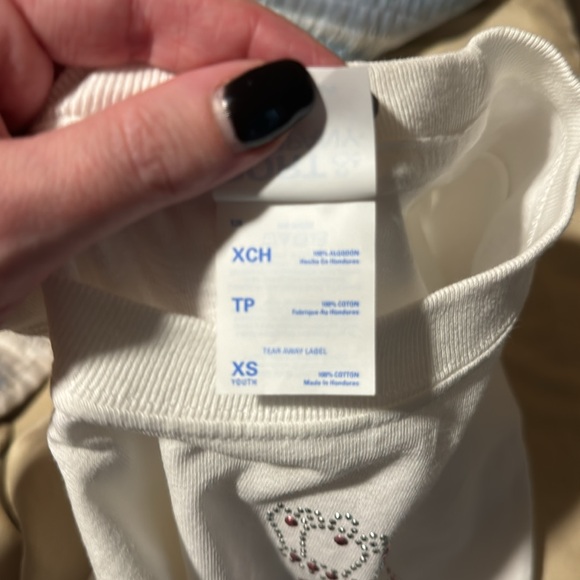 XCH
100% ALGODON
Hecho En Honduras
TP
100% COTON
Fabrique Au Honduras
TEAR AWAY LABEL
XS
YOUTH
100% COTTON
Made In Honduras